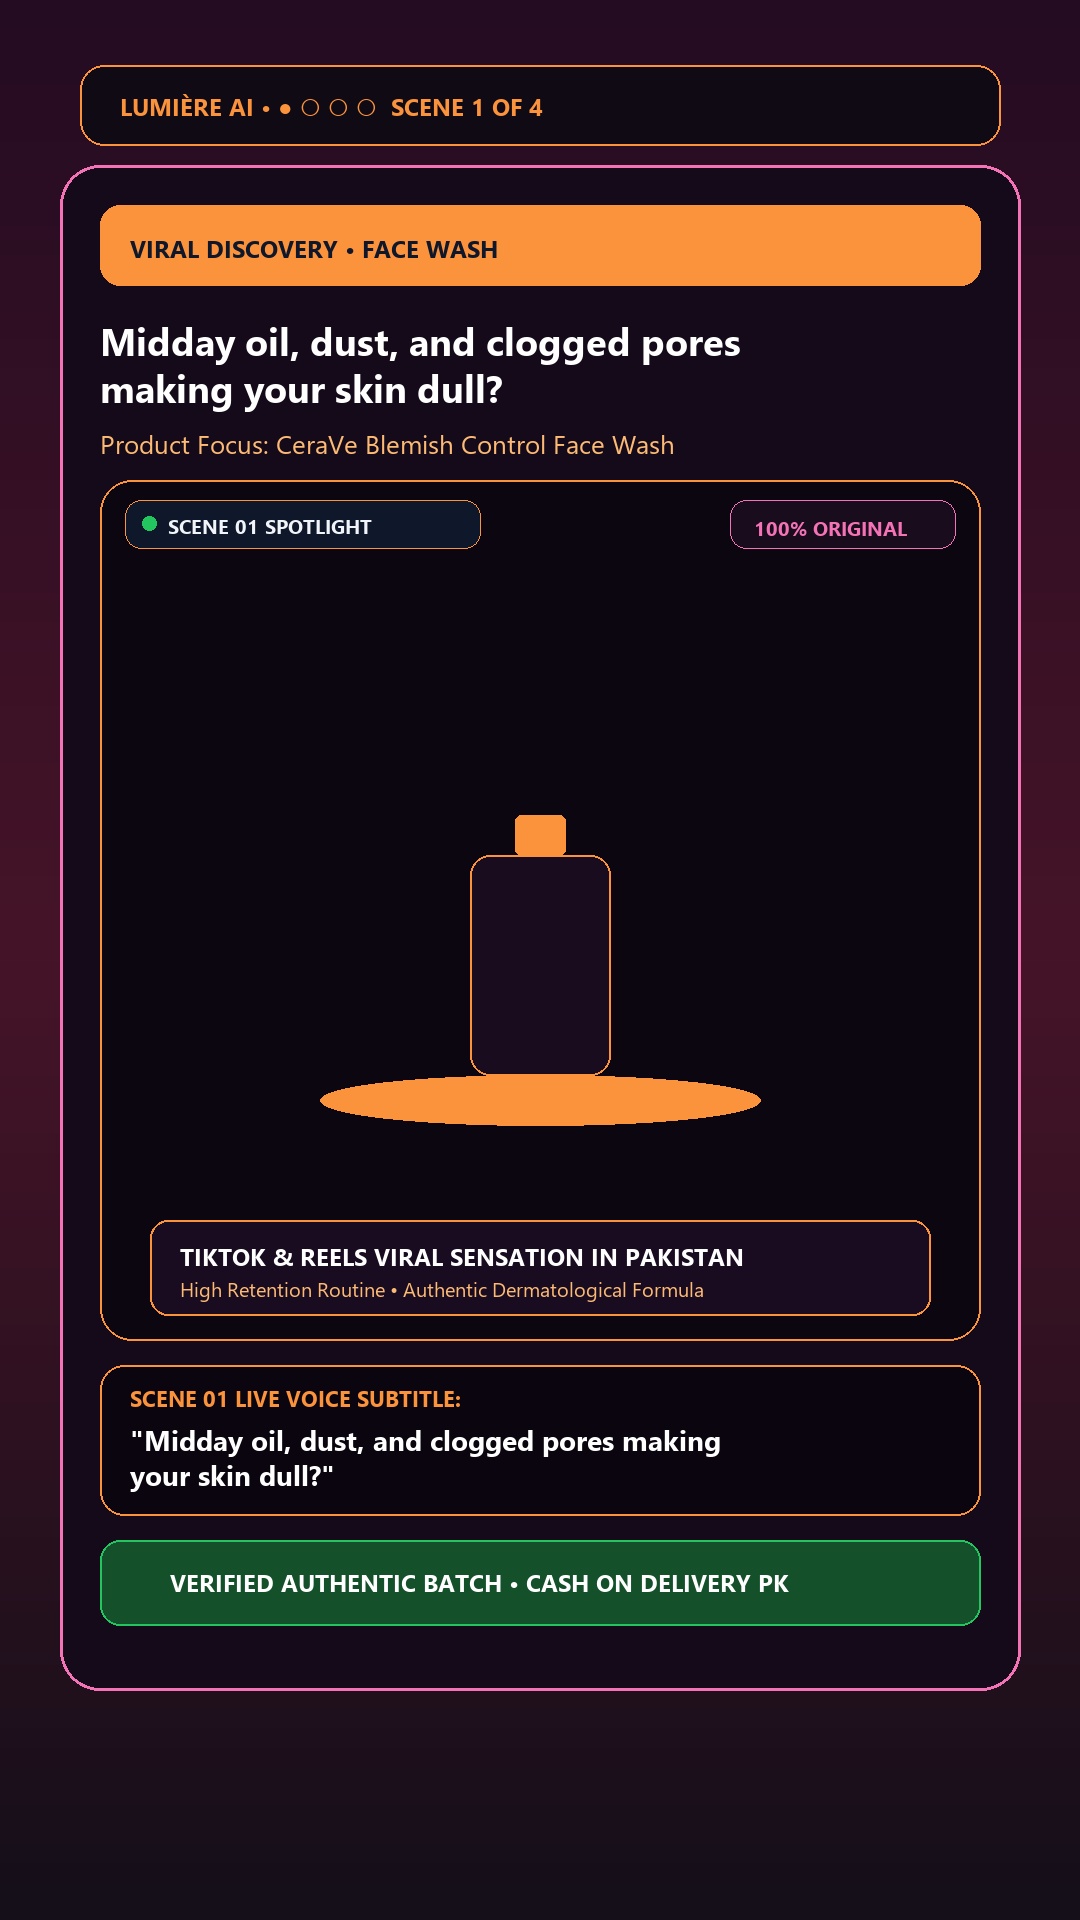 LUMIÈRE AI • ● ○ ○ ○ SCENE 1 OF 4
VIRAL DISCOVERY • FACE WASH
Midday oil, dust, and clogged pores
making your skin dull?
Product Focus: CeraVe Blemish Control Face Wash
SCENE 01 SPOTLIGHT
100% ORIGINAL
TIKTOK & REELS VIRAL SENSATION IN PAKISTAN
High Retention Routine • Authentic Dermatological Formula
SCENE 01 LIVE VOICE SUBTITLE:
"Midday oil, dust, and clogged pores making
your skin dull?"
VERIFIED AUTHENTIC BATCH • CASH ON DELIVERY PK